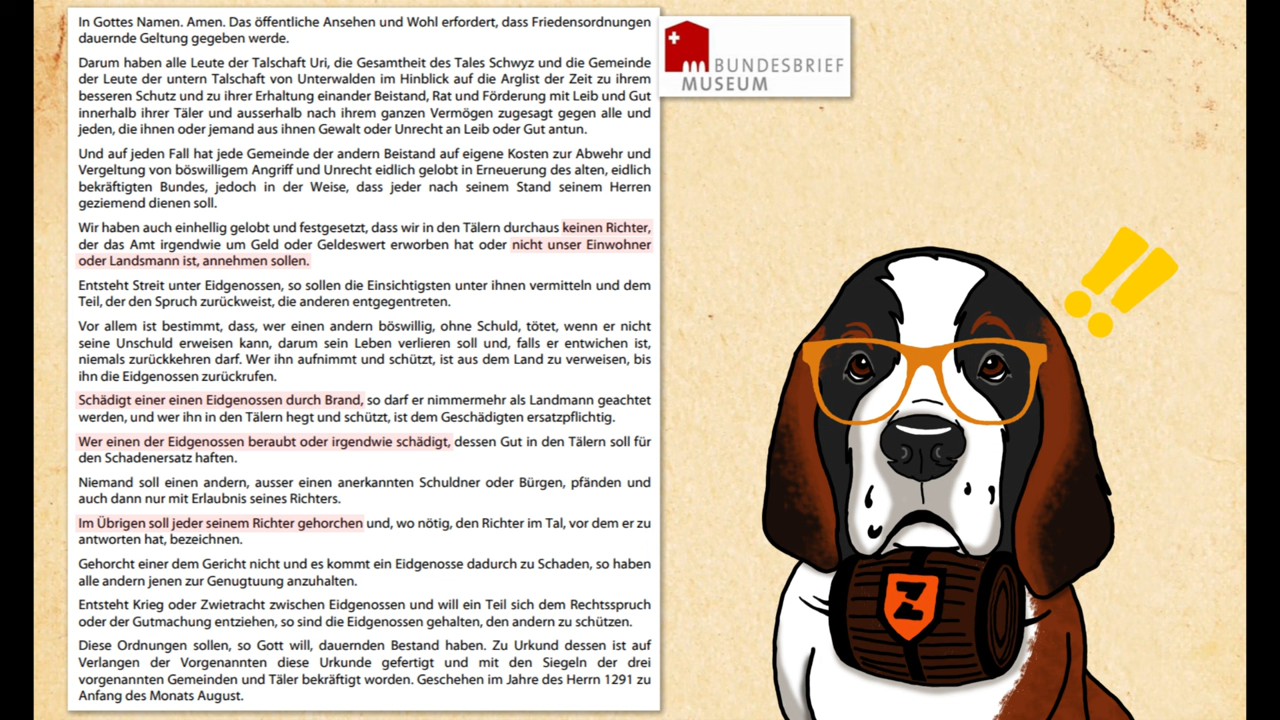 In Gottes Namen. Amen. Das öffentliche Ansehen und Wohl erfordert, dass Friedensordnungen
dauernde Geltung gegeben werde.
Darum haben alle Leute der Talschaft Uri, die Gesamtheit des Tales Schwyz und die Gemeinde
der Leute der untern Talschaft von Unterwalden im Hinblick auf die Arglist der Zeit zu ihrem
besseren Schutz und zu ihrer Erhaltung einander Beistand, Rat und Förderung mit Leib und Gut
innerhalb ihrer Täler und ausserhalb nach ihrem ganzen Vermögen zugesagt gegen alle und
jeden, die ihnen oder jemand aus ihnen Gewalt oder Unrecht an Leib oder Gut antun.
Und auf jeden Fall hat jede Gemeinde der andern Beistand auf eigene Kosten zur Abwehr und
Vergeltung von böswilligem Angriff und Unrecht eidlich gelobt in Erneuerung des alten, eidlich
bekräftigten Bundes, jedoch in der Weise, dass jeder nach seinem Stand seinem Herren
geziemend dienen soll.
Wir haben auch einhellig gelobt und festgesetzt, dass wir in den Tälern durchaus keinen Richter,
der das Amt irgendwie um Geld oder Geldeswert erworben hat oder nicht unser Einwohner
oder Landsmann ist, annehmen sollen.
Entsteht Streit unter Eidgenossen, so sollen die Einsichtigsten unter ihnen vermitteln und dem
Teil, der den Spruch zurückweist, die anderen entgegentreten.
Vor allem ist bestimmt, dass, wer einen andern böswillig, ohne Schuld, tötet, wenn er nicht
seine Unschuld erweisen kann, darum sein Leben verlieren soll und, falls er entwichen ist,
niemals zurückkehren darf. Wer ihn aufnimmt und schützt, ist aus dem Land zu verweisen, bis
ihn die Eidgenossen zurückrufen.
Schädigt einer einen Eidgenossen durch Brand, so darf er nimmermehr als Landmann geachtet
werden, und wer ihn in den Tälern hegt und schützt, ist dem Geschädigten ersatzpflichtig.
Wer einen der Eidgenossen beraubt oder irgendwie schädigt, dessen Gut in den Tälern soll für
den Schadenersatz haften.
Niemand soll einen andern, ausser einen anerkannten Schuldner oder Bürgen, pfänden und
auch dann nur mit Erlaubnis seines Richters.
Im Übrigen soll jeder seinem Richter gehorchen und, wo nötig, den Richter im Tal, vor dem er zu
antworten hat, bezeichnen.
Gehorcht einer dem Gericht nicht und es kommt ein Eidgenosse dadurch zu Schaden, so haben
alle andern jenen zur Genugtuung anzuhalten.
Entsteht Krieg oder Zwietracht zwischen Eidgenossen und will ein Teil sich dem Rechtsspruch
oder der Gutmachung entziehen, so sind die Eidgenossen gehalten, den andern zu schützen.
Diese Ordnungen sollen, so Gott will, dauernden Bestand haben. Zu Urkund dessen ist auf
Verlangen der Vorgenannten diese Urkunde gefertigt und mit den Siegeln der drei
vorgenannten Gemeinden und Täler bekräftigt worden. Geschehen im Jahre des Herrn 1291 zu
Anfang des Monats August.
BUNDESBRIEF
MUSEUM
!!
Z